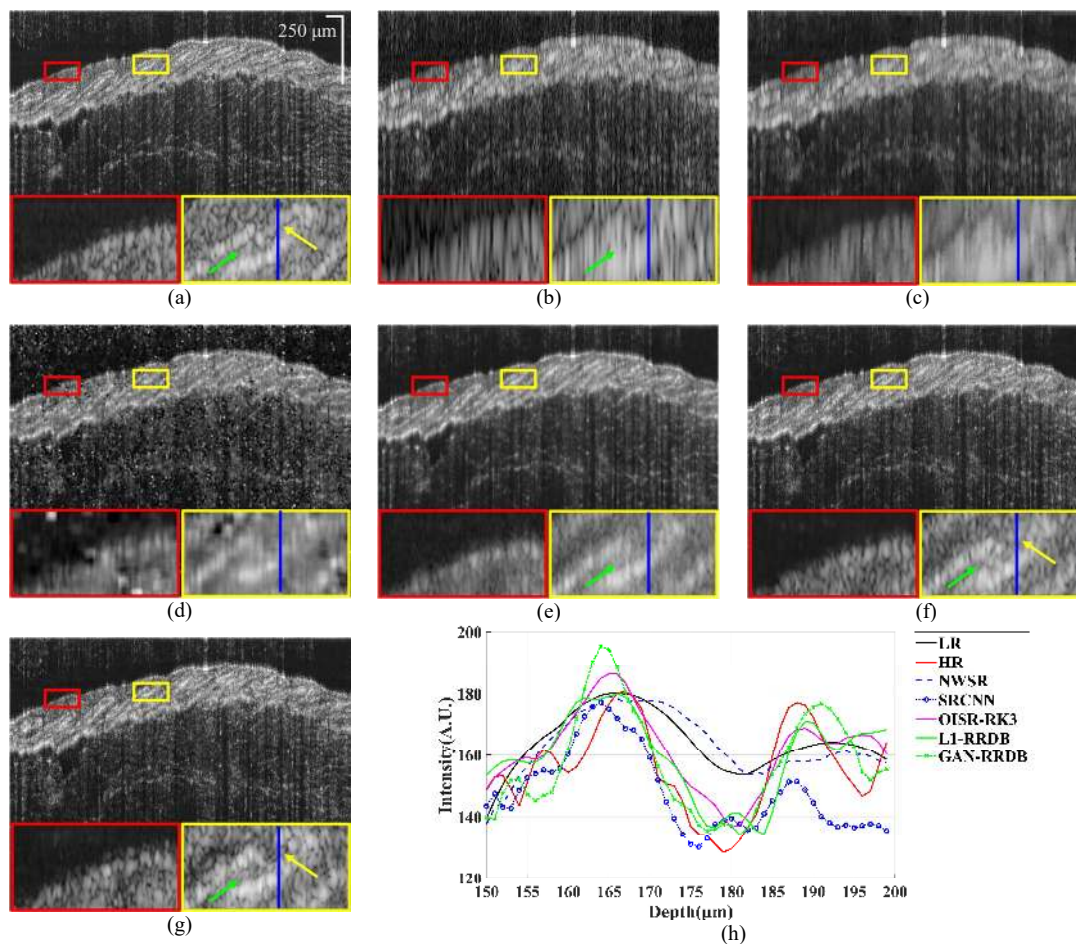 250 μm
(a)
(b)
(c)
(d)
(e)
(f)
(g)
200
180
160
140
120
Intensity(A.U.)
150 155 160 165 170 175 180 185 190 195 200
Depth(μm)
LR
HR
NWSR
SRCNN
OISR-RK3
L1-RRDB
GAN-RRDB
(h)